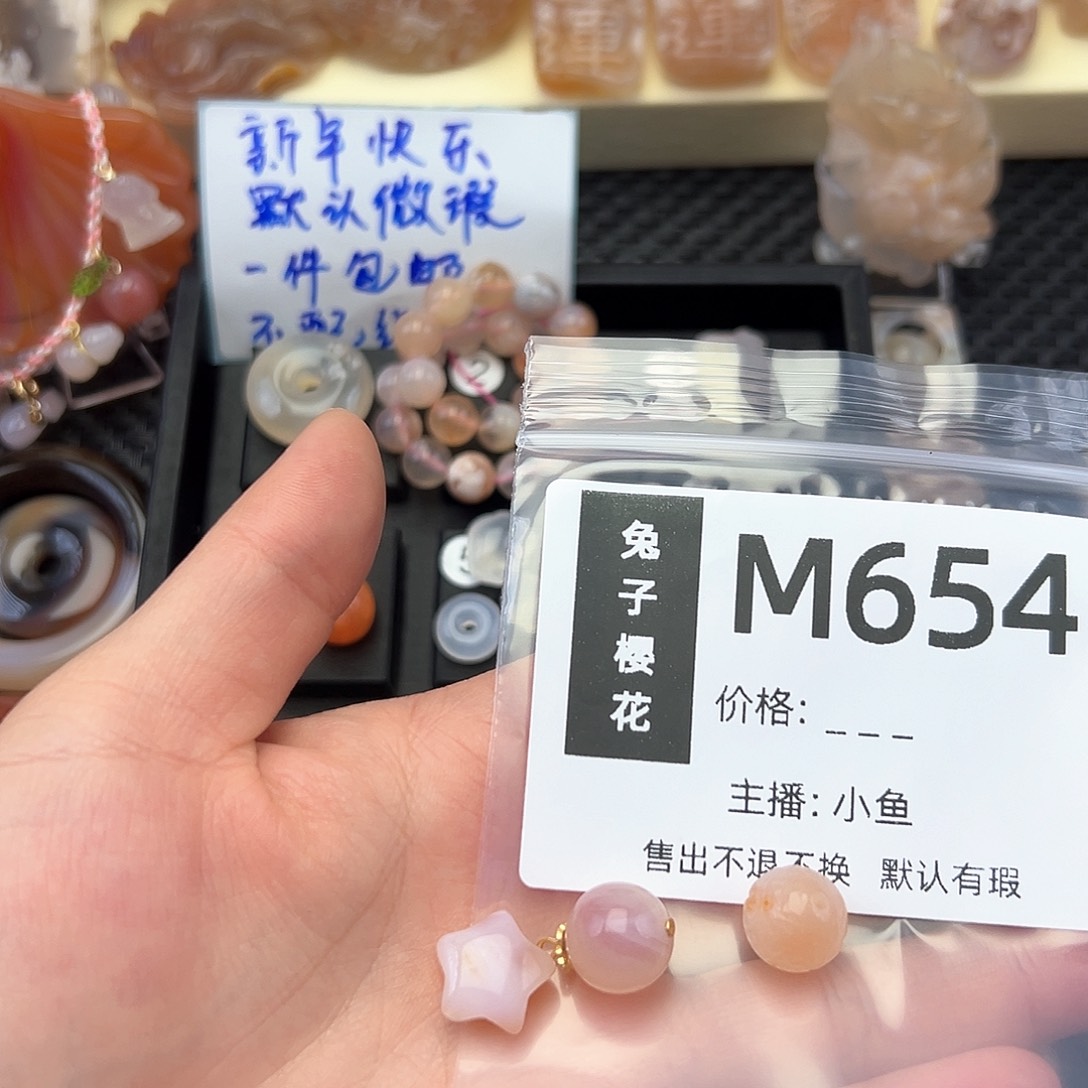 新年快乐
默认微瑕
一件包邮
兔子樱花
M654
价格: _ _ _
主播: 小鱼
售出不退不换 默认有瑕